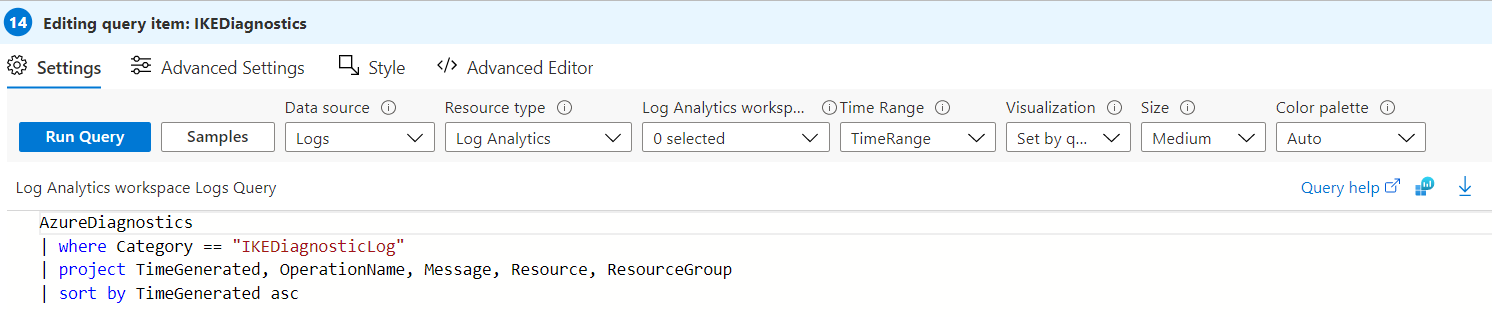 14 Editing query item: IKEDiagnostics
Settings Advanced Settings Style </> Advanced Editor
Data source Resource type Log Analytics worksp... Time Range Visualization Size Color palette
Run Query Samples Logs Log Analytics 0 selected TimeRange Set by q... Medium Auto
Log Analytics workspace Logs Query Query help
AzureDiagnostics
| where Category == "IKEDiagnosticLog"
| project TimeGenerated, OperationName, Message, Resource, ResourceGroup
| sort by TimeGenerated asc